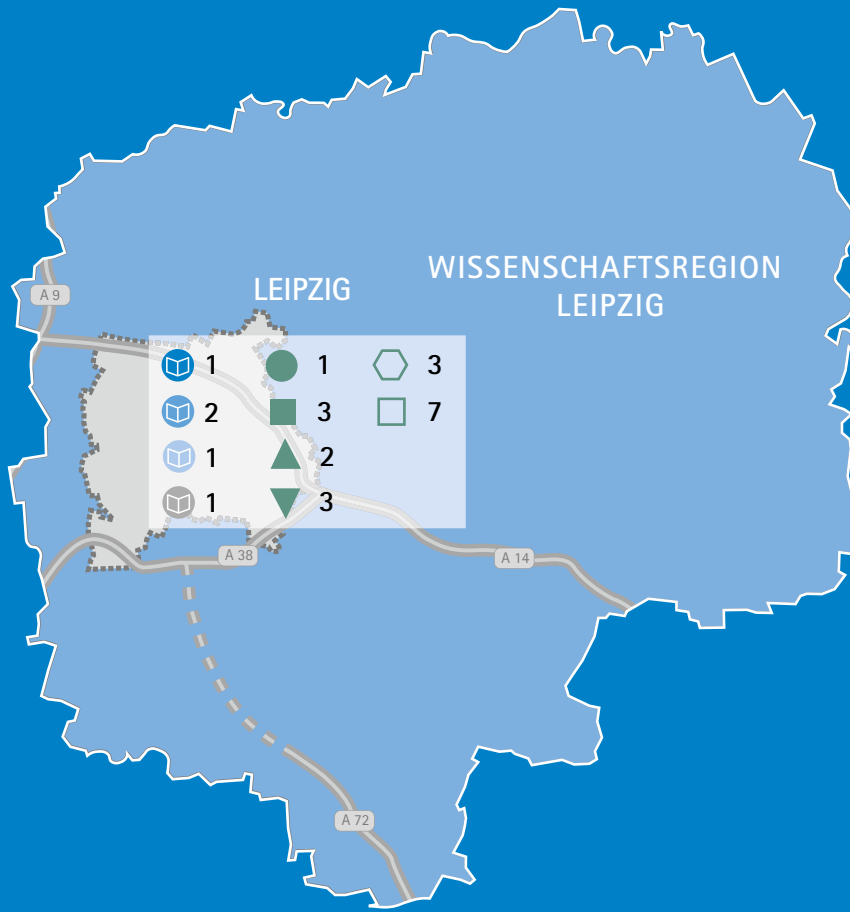 WISSENSCHAFTSREGION
LEIPZIG
LEIPZIG
A 9
1 1 3
2 3 7
1 2
1 3
A 38
A 14
A 72